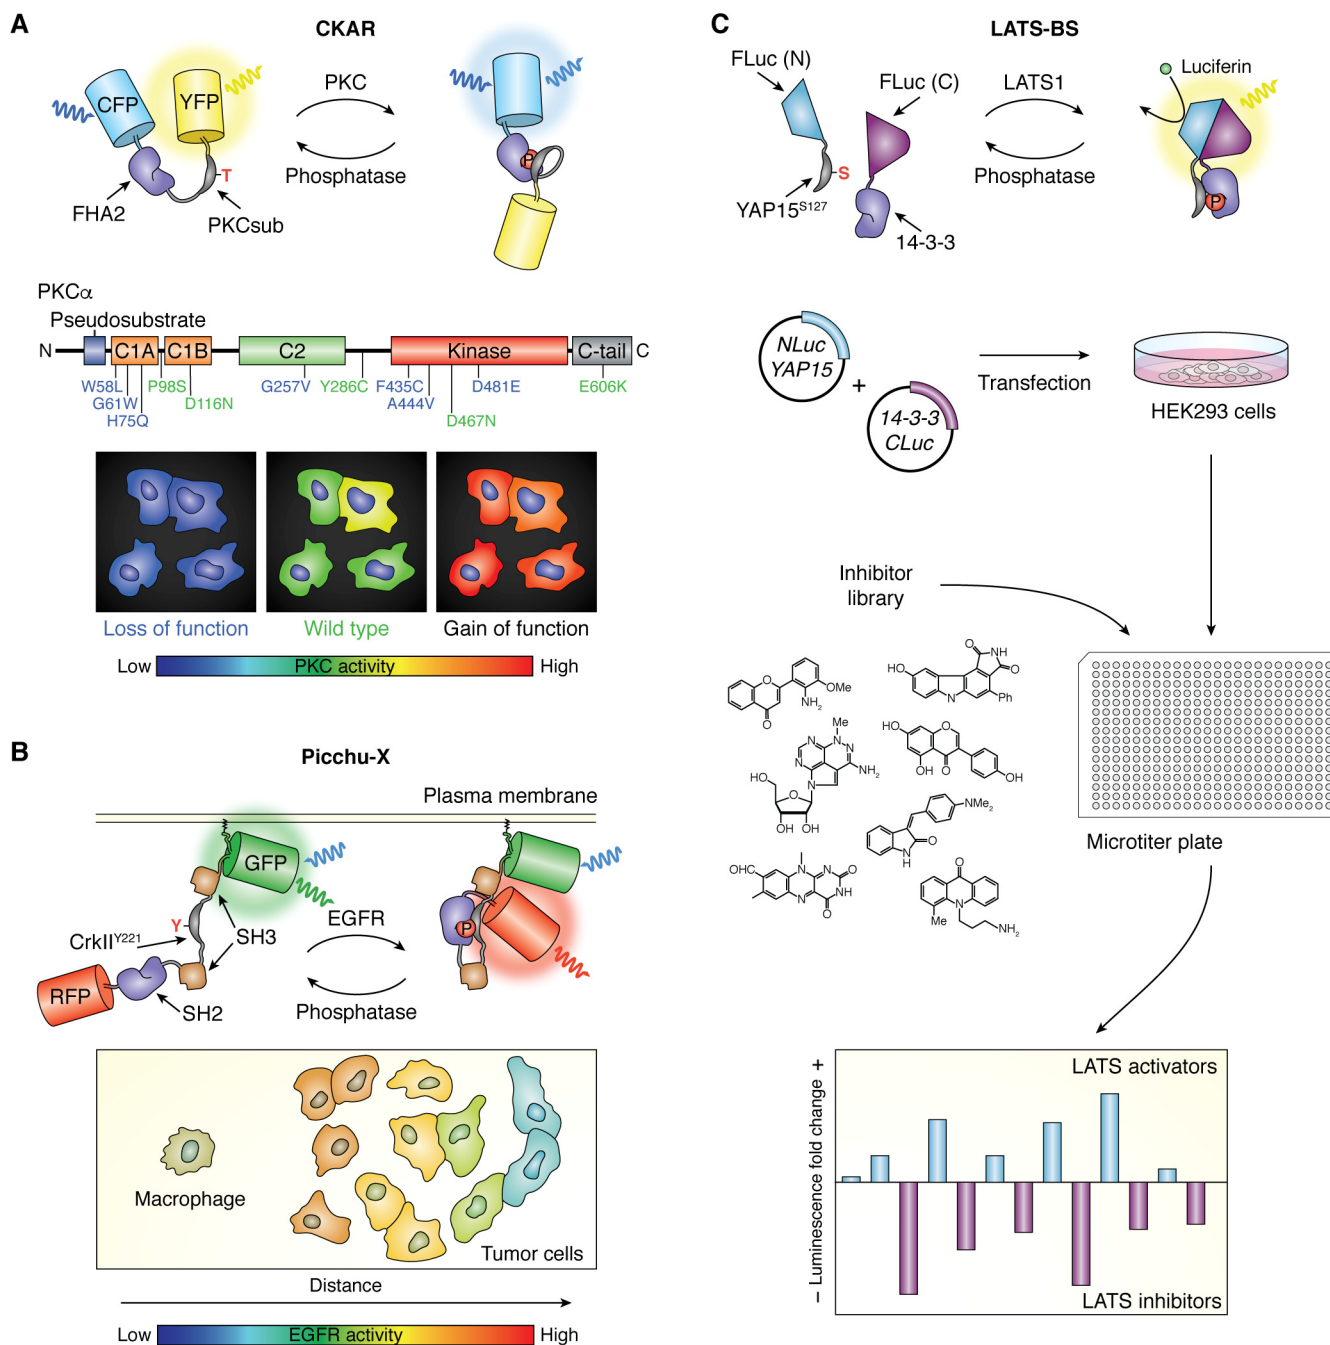 A
CKAR
CFP
YFP
T
FHA2
PKCsub
PKC
Phosphatase
P
PKCα
Pseudosubstrate
N
C1A
C1B
C2
Kinase
C-tail
C
W58L
P98S
G257V
Y286C
F435C
D481E
E606K
G61W
D116N
A444V
H75Q
D467N
Loss of function
Wild type
Gain of function
Low
PKC activity
High
B
Picchu-X
Plasma membrane
GFP
Y
CrkII^Y221
SH3
RFP
SH2
EGFR
Phosphatase
P
Macrophage
Tumor cells
Distance
Low
EGFR activity
High
C
LATS-BS
FLuc (N)
FLuc (C)
S
YAP15^S127
14-3-3
LATS1
Phosphatase
Luciferin
P
NLuc
YAP15
+
14-3-3
CLuc
Transfection
HEK293 cells
Inhibitor
library
O
OMe
NH2
O
HO
O
NH
O
N
Ph
Me
N
N
N
N
NH2
N
HO
O
OH
OH
HO
O
OH
O
OH
NMe2
O
N
H
OHC
N
N
O
NH
N
O
O
N
Me
NH2
Microtiter plate
– Luminescence fold change +
LATS activators
LATS inhibitors